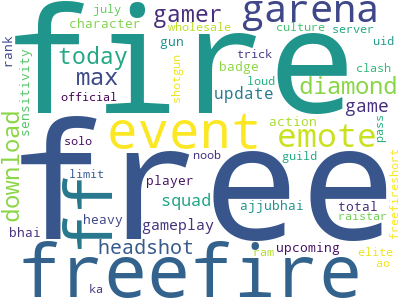 july
culture
garena
character
gamer
wholesale
server
uid
rank
fire
gun
trick
today
sensitivity
max
shotgun
badge
loud
clash
diamond
official
update
game
download
event
action
emote
pass
solo
noob
guild
free
freefireshort
ff
limit
player
squad
ajjubhai
total
raistar
bhai
heavy
gameplay
headshot
ram
upcoming
elite
freefire
ao
ka